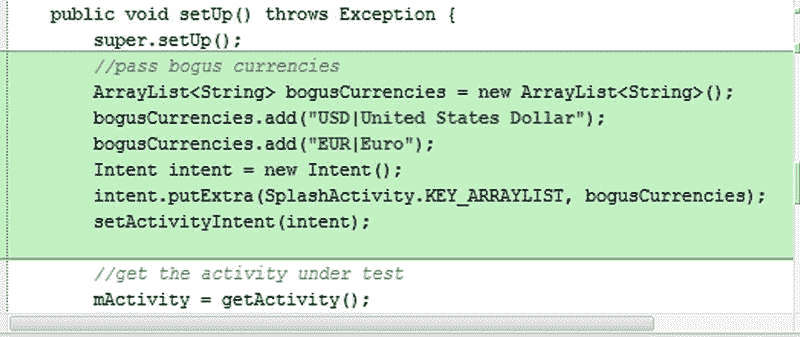 public void setUp() throws Exception {
super.setUp();
//pass bogus currencies
ArrayList<String> bogusCurrencies = new ArrayList<String>();
bogusCurrencies.add("USD|United States Dollar");
bogusCurrencies.add("EUR|Euro");
Intent intent = new Intent();
intent.putExtra(SplashActivity.KEY_ARRAYLIST, bogusCurrencies);
setActivityIntent(intent);
//get the activity under test
mActivity = getActivity();